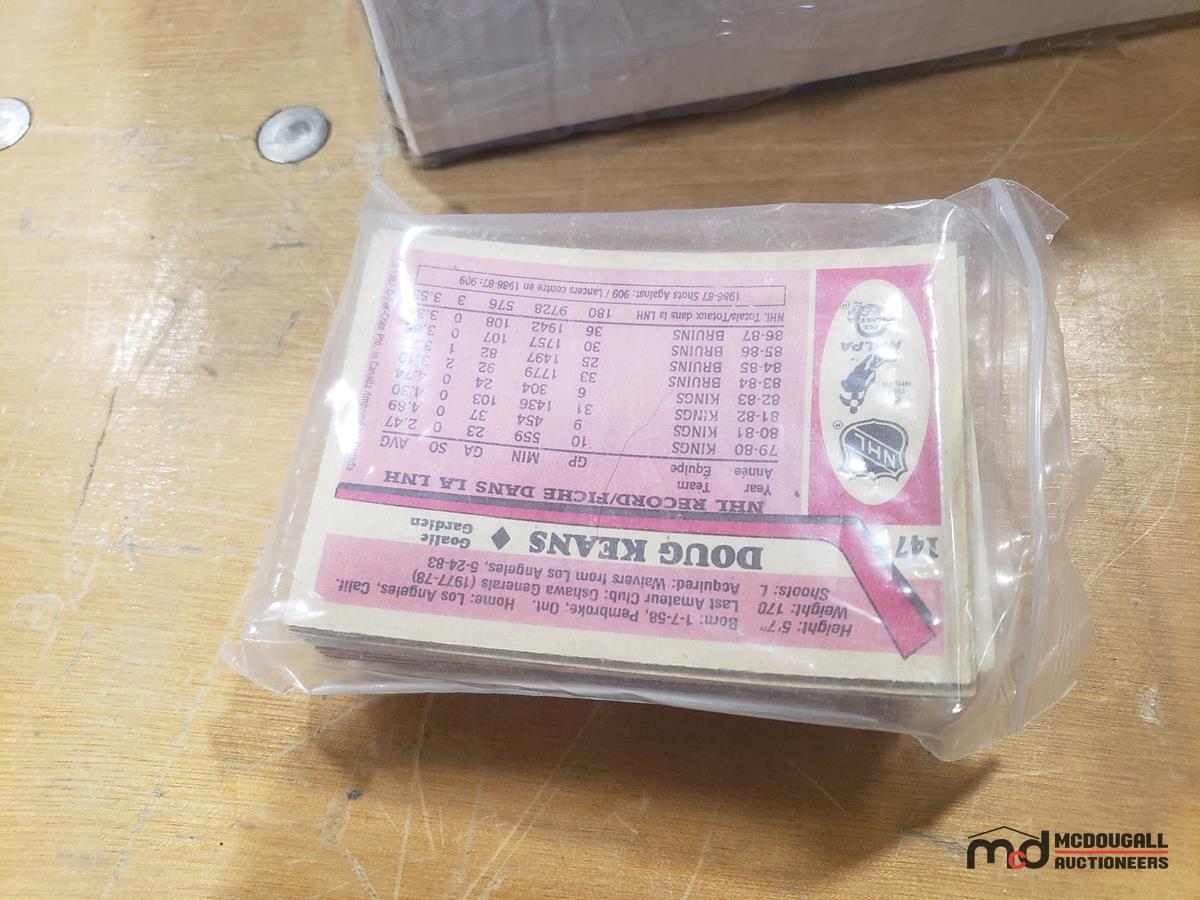 147
Height: 5'7" Born: 1-7-58, Pembroke, Ont. Home: Los Angeles, Calif.
Weight: 170 Last Amateur Club: Oshawa Generals (1977-78)
Shoots: L Acquired: Waivers from Los Angeles, 5-24-83
DOUG KEANS ♦ Goalie
Gardien
NHL RECORD/FICHE DANS LA LNH
Year Team
Année Équipe GP MIN GA SO AVG
79-80 KINGS 10 559 23 0 2.47
80-81 KINGS 9 454 37 0 4.89
81-82 KINGS 31 1436 103 0 4.30
82-83 KINGS 6 304 24 0 4.74
83-84 BRUINS 33 1779 92 2 3.10
84-85 BRUINS 25 1497 82 1
85-86 BRUINS 30 1757 107 0
86-87 BRUINS 36 1942 108 0
NHL Totals/Totaux dans la LNH 180 9728 576 3
1986-87 Shots Against: 909 / Lancers contre en 1986-87: 909
NHL ®
NHLPA
®
Ptd. in Canada
mcd MCDOUGALL
AUCTIONEERS